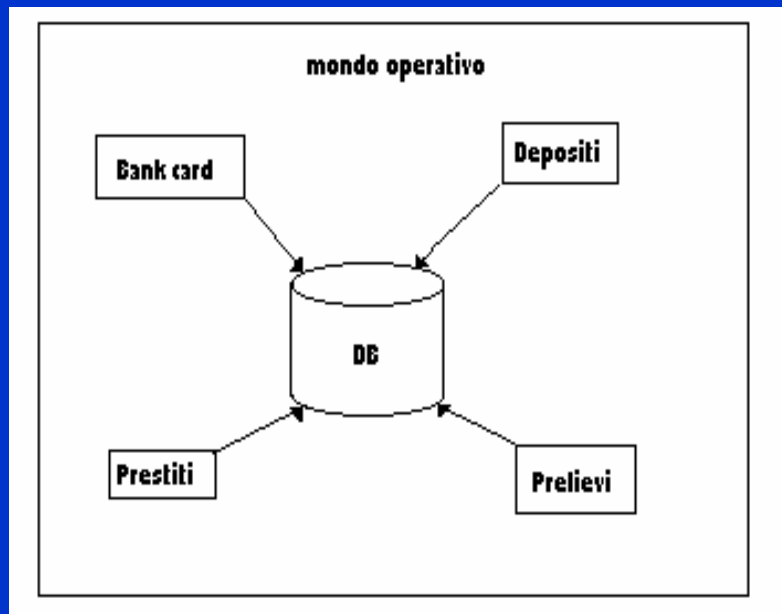 mondo operativo
Bank card
Depositi
DB
Prestiti
Prelievi